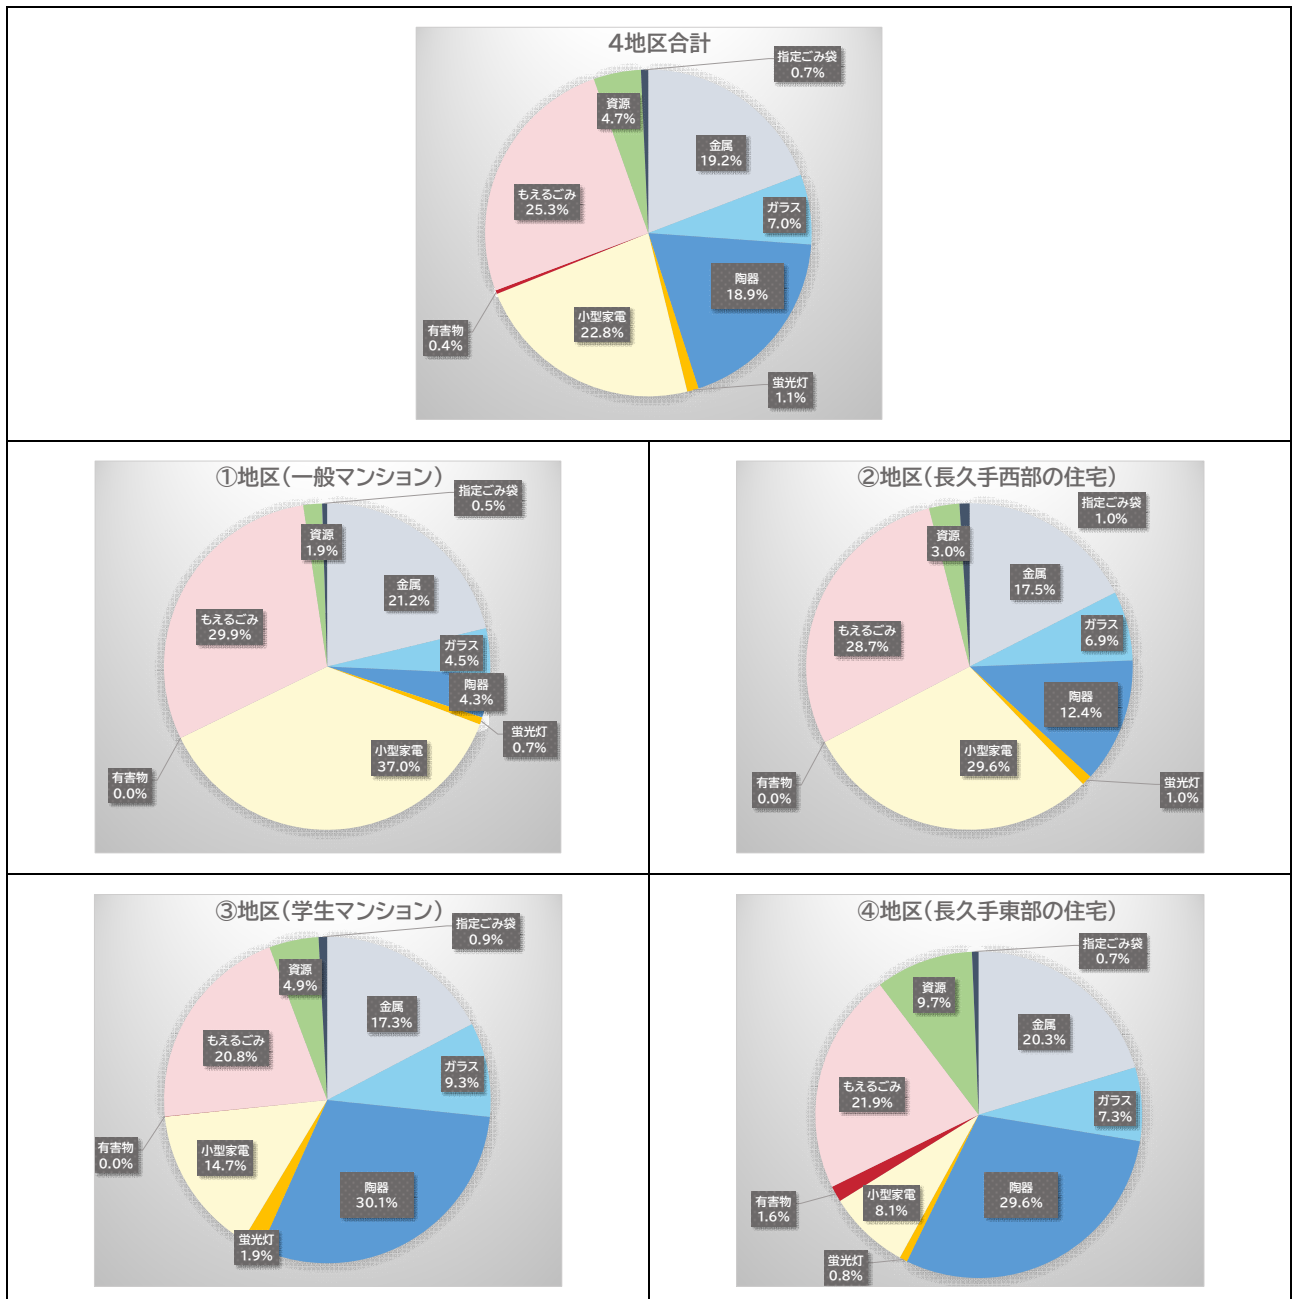 4地区合計
指定ごみ袋
0.7%
資源
4.7%
金属
19.2%
もえるごみ
25.3%
ガラス
7.0%
陶器
18.9%
小型家電
22.8%
有害物
0.4%
蛍光灯
1.1%
①地区(一般マンション)
指定ごみ袋
0.5%
資源
1.9%
金属
21.2%
もえるごみ
29.9%
ガラス
4.5%
陶器
4.3%
蛍光灯
0.7%
小型家電
37.0%
有害物
0.0%
②地区(長久手西部の住宅)
指定ごみ袋
1.0%
資源
3.0%
金属
17.5%
もえるごみ
28.7%
ガラス
6.9%
陶器
12.4%
小型家電
29.6%
有害物
0.0%
蛍光灯
1.0%
③地区(学生マンション)
指定ごみ袋
0.9%
資源
4.9%
金属
17.3%
もえるごみ
20.8%
ガラス
9.3%
有害物
0.0%
小型家電
14.7%
陶器
30.1%
蛍光灯
1.9%
④地区(長久手東部の住宅)
指定ごみ袋
0.7%
資源
9.7%
金属
20.3%
もえるごみ
21.9%
ガラス
7.3%
陶器
29.6%
小型家電
8.1%
有害物
1.6%
蛍光灯
0.8%